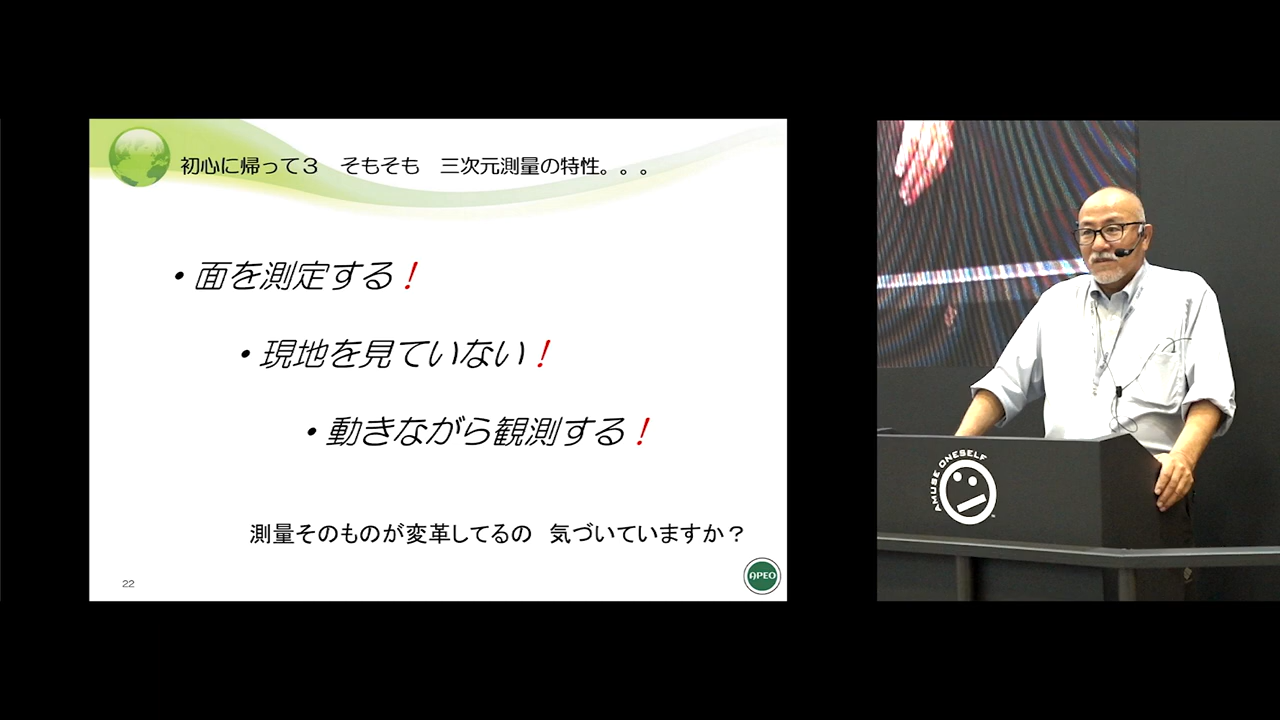 初心に帰って３　そもそも　三次元測量の特性。。。
・面を測定する！
・現地を見ていない！
・動きながら観測する！
測量そのものが変革してるの　気づいていますか？
22
APEO
AMUSE ONESELF